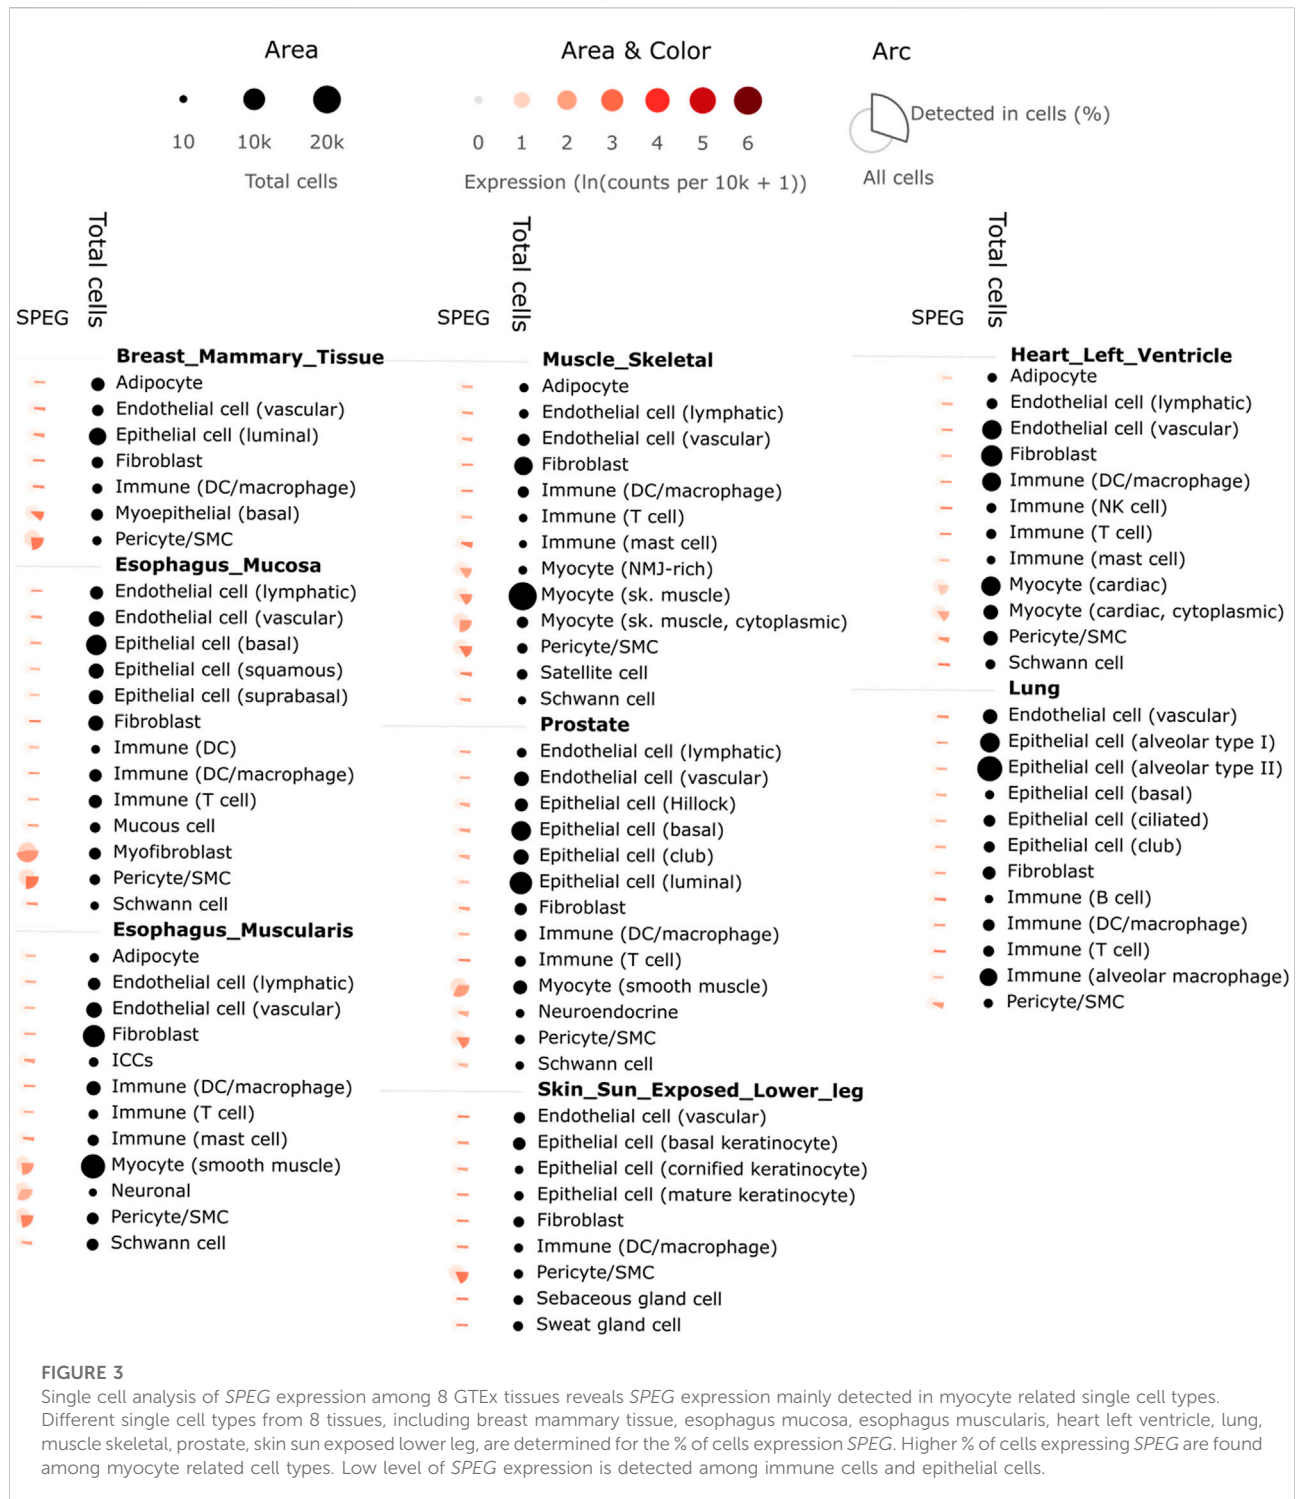 Area
Area & Color
Arc
10
10k
20k
Total cells
0
1
2
3
4
5
6
Expression (ln(counts per 10k + 1))
Detected in cells (%)
All cells
SPEG
Total cells
Breast_Mammary_Tissue
Adipocyte
Endothelial cell (vascular)
Epithelial cell (luminal)
Fibroblast
Immune (DC/macrophage)
Myoepithelial (basal)
Pericyte/SMC
Esophagus_Mucosa
Endothelial cell (lymphatic)
Endothelial cell (vascular)
Epithelial cell (basal)
Epithelial cell (squamous)
Epithelial cell (suprabasal)
Fibroblast
Immune (DC)
Immune (DC/macrophage)
Immune (T cell)
Mucous cell
Myofibroblast
Pericyte/SMC
Schwann cell
Esophagus_Muscularis
Adipocyte
Endothelial cell (lymphatic)
Endothelial cell (vascular)
Fibroblast
ICCs
Immune (DC/macrophage)
Immune (T cell)
Immune (mast cell)
Myocyte (smooth muscle)
Neuronal
Pericyte/SMC
Schwann cell
SPEG
Total cells
Muscle_Skeletal
Adipocyte
Endothelial cell (lymphatic)
Endothelial cell (vascular)
Fibroblast
Immune (DC/macrophage)
Immune (T cell)
Immune (mast cell)
Myocyte (NMJ-rich)
Myocyte (sk. muscle)
Myocyte (sk. muscle, cytoplasmic)
Pericyte/SMC
Satellite cell
Schwann cell
Prostate
Endothelial cell (lymphatic)
Endothelial cell (vascular)
Epithelial cell (Hillock)
Epithelial cell (basal)
Epithelial cell (club)
Epithelial cell (luminal)
Fibroblast
Immune (DC/macrophage)
Immune (T cell)
Myocyte (smooth muscle)
Neuroendocrine
Pericyte/SMC
Schwann cell
Skin_Sun_Exposed_Lower_leg
Endothelial cell (vascular)
Epithelial cell (basal keratinocyte)
Epithelial cell (cornified keratinocyte)
Epithelial cell (mature keratinocyte)
Fibroblast
Immune (DC/macrophage)
Pericyte/SMC
Sebaceous gland cell
Sweat gland cell
SPEG
Total cells
Heart_Left_Ventricle
Adipocyte
Endothelial cell (lymphatic)
Endothelial cell (vascular)
Fibroblast
Immune (DC/macrophage)
Immune (NK cell)
Immune (T cell)
Immune (mast cell)
Myocyte (cardiac)
Myocyte (cardiac, cytoplasmic)
Pericyte/SMC
Schwann cell
Lung
Endothelial cell (vascular)
Epithelial cell (alveolar type I)
Epithelial cell (alveolar type II)
Epithelial cell (basal)
Epithelial cell (ciliated)
Epithelial cell (club)
Fibroblast
Immune (B cell)
Immune (DC/macrophage)
Immune (T cell)
Immune (alveolar macrophage)
Pericyte/SMC
FIGURE 3
Single cell analysis of SPEG expression among 8 GTEx tissues reveals SPEG expression mainly detected in myocyte related single cell types.
Different single cell types from 8 tissues, including breast mammary tissue, esophagus mucosa, esophagus muscularis, heart left ventricle, lung,
muscle skeletal, prostate, skin sun exposed lower leg, are determined for the % of cells expression SPEG. Higher % of cells expressing SPEG are found
among myocyte related cell types. Low level of SPEG expression is detected among immune cells and epithelial cells.